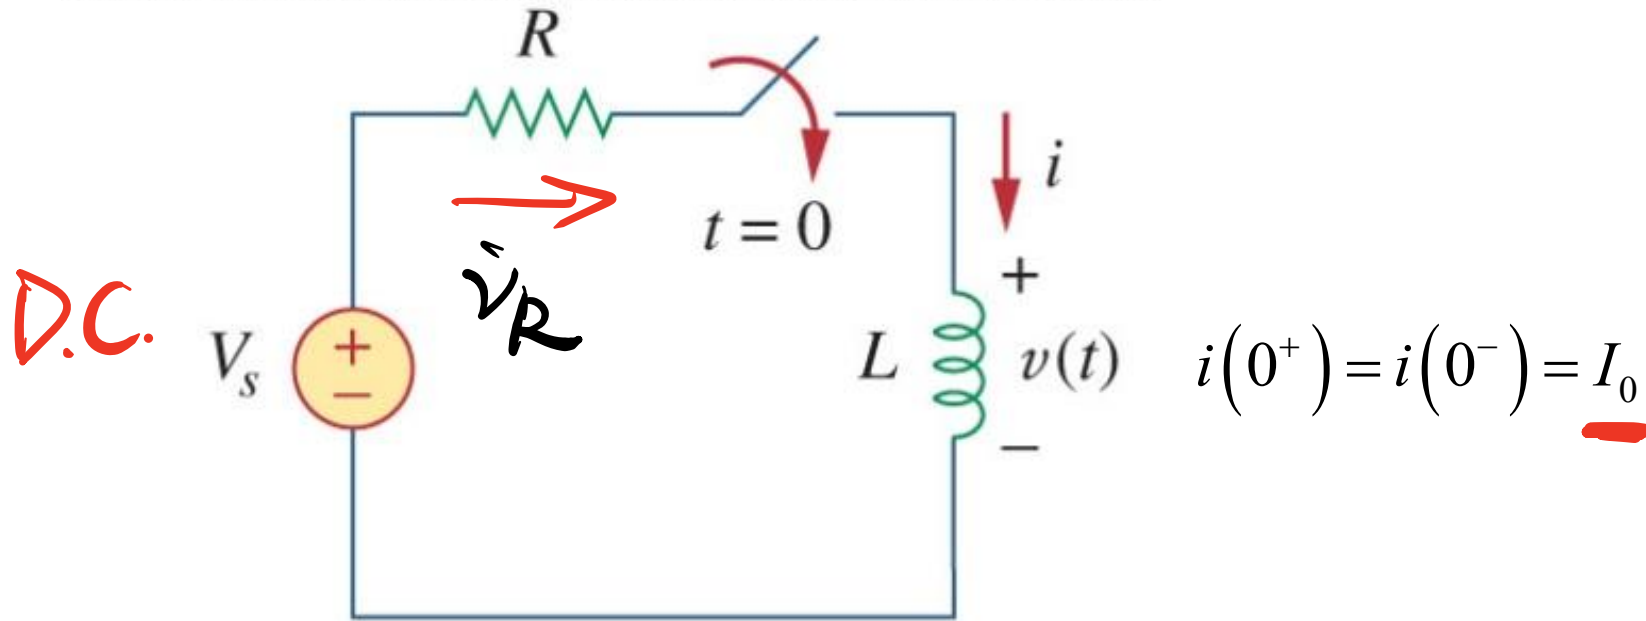 R
i
t = 0
+
D.C.
V_s
+
−
v_R
L
v(t)
−
i(0⁺) = i(0⁻) = I₀